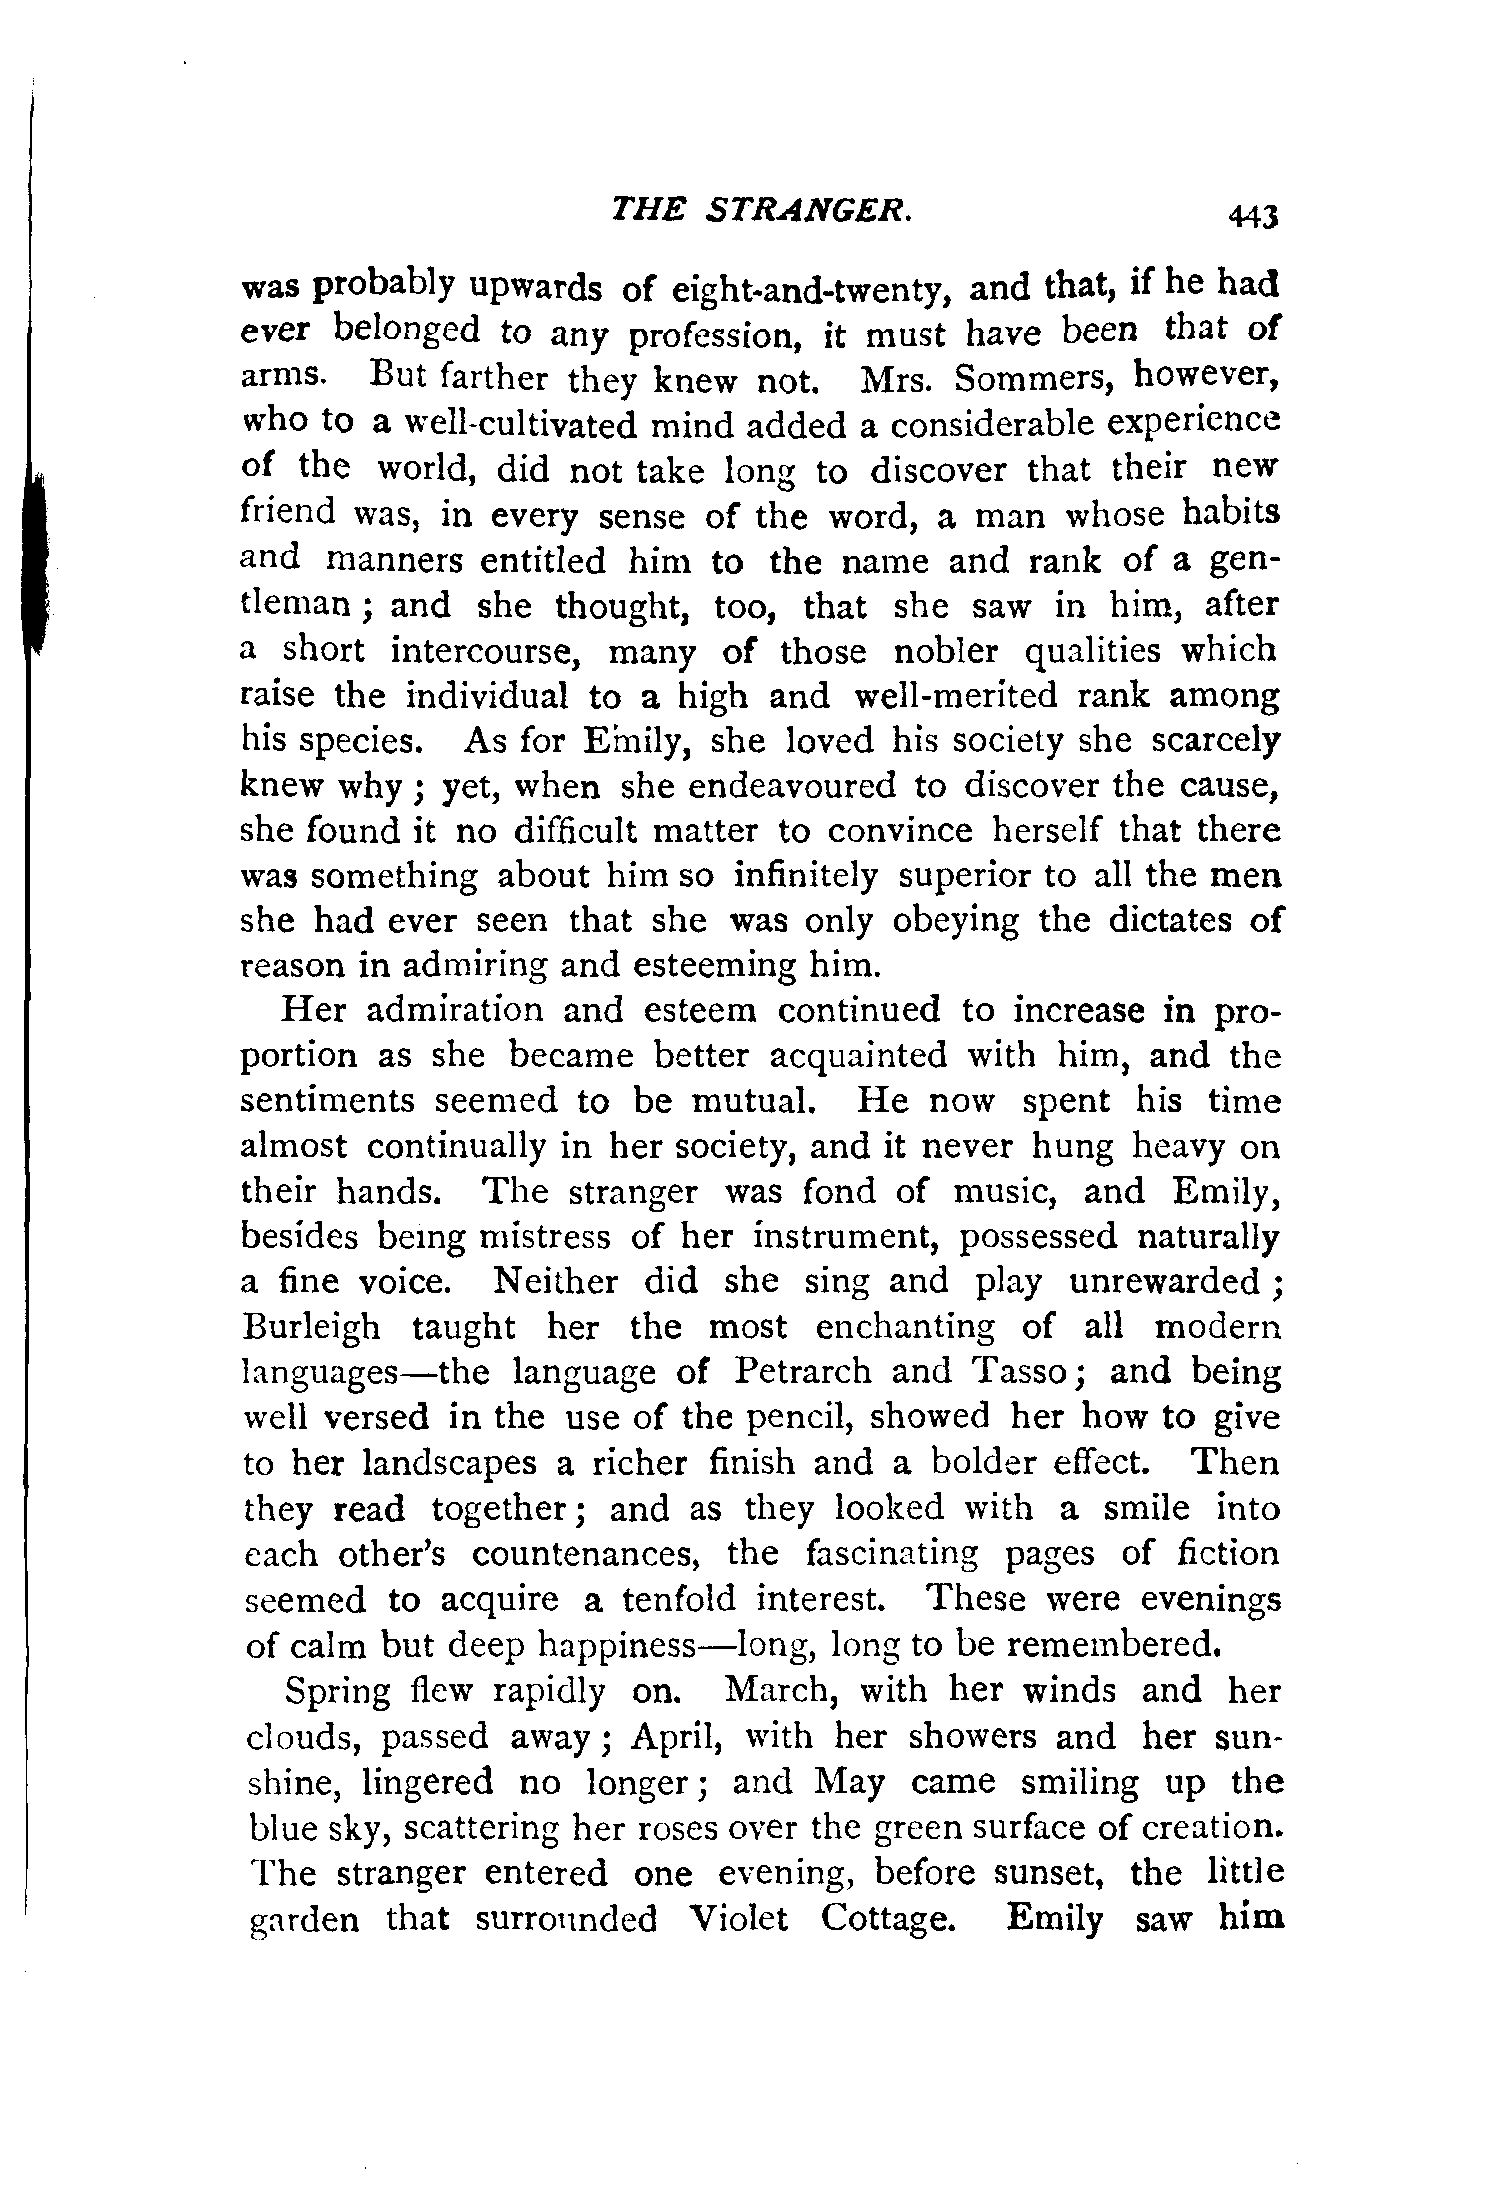 THE STRANGER. 443
was probably upwards of eight-and-twenty, and that, if he had
ever belonged to any profession, it must have been that of
arms. But farther they knew not. Mrs. Sommers, however,
who to a well-cultivated mind added a considerable experience
of the world, did not take long to discover that their new
friend was, in every sense of the word, a man whose habits
and manners entitled him to the name and rank of a gen-
tleman ; and she thought, too, that she saw in him, after
a short intercourse, many of those nobler qualities which
raise the individual to a high and well-merited rank among
his species. As for Emily, she loved his society she scarcely
knew why ; yet, when she endeavoured to discover the cause,
she found it no difficult matter to convince herself that there
was something about him so infinitely superior to all the men
she had ever seen that she was only obeying the dictates of
reason in admiring and esteeming him.
Her admiration and esteem continued to increase in pro-
portion as she became better acquainted with him, and the
sentiments seemed to be mutual. He now spent his time
almost continually in her society, and it never hung heavy on
their hands. The stranger was fond of music, and Emily,
besides being mistress of her instrument, possessed naturally
a fine voice. Neither did she sing and play unrewarded ;
Burleigh taught her the most enchanting of all modern
languages—the language of Petrarch and Tasso ; and being
well versed in the use of the pencil, showed her how to give
to her landscapes a richer finish and a bolder effect. Then
they read together ; and as they looked with a smile into
each other's countenances, the fascinating pages of fiction
seemed to acquire a tenfold interest. These were evenings
of calm but deep happiness—long, long to be remembered.
Spring flew rapidly on. March, with her winds and her
clouds, passed away ; April, with her showers and her sun-
shine, lingered no longer ; and May came smiling up the
blue sky, scattering her roses over the green surface of creation.
The stranger entered one evening, before sunset, the little
garden that surrounded Violet Cottage. Emily saw him